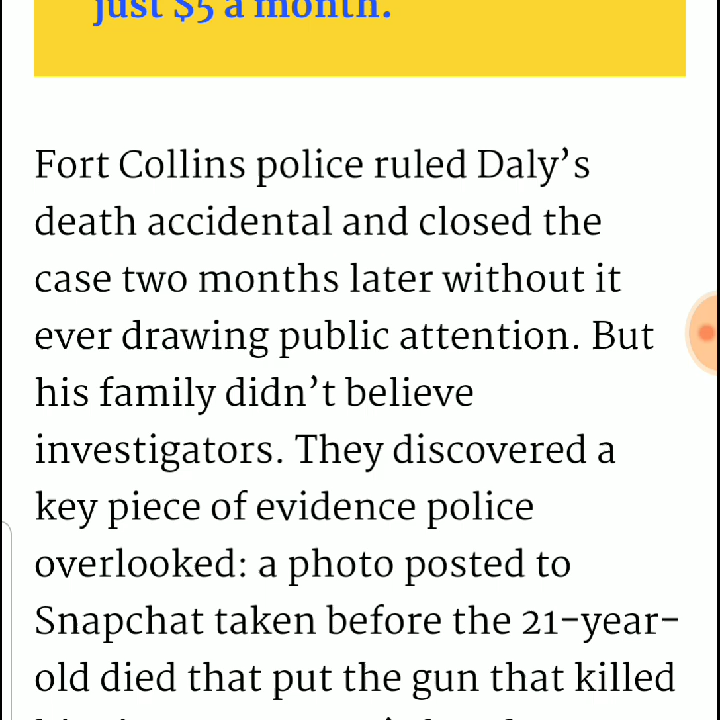 just $5 a month.
Fort Collins police ruled Daly’s
death accidental and closed the
case two months later without it
ever drawing public attention. But
his family didn’t believe
investigators. They discovered a
key piece of evidence police
overlooked: a photo posted to
Snapchat taken before the 21-year-
old died that put the gun that killed